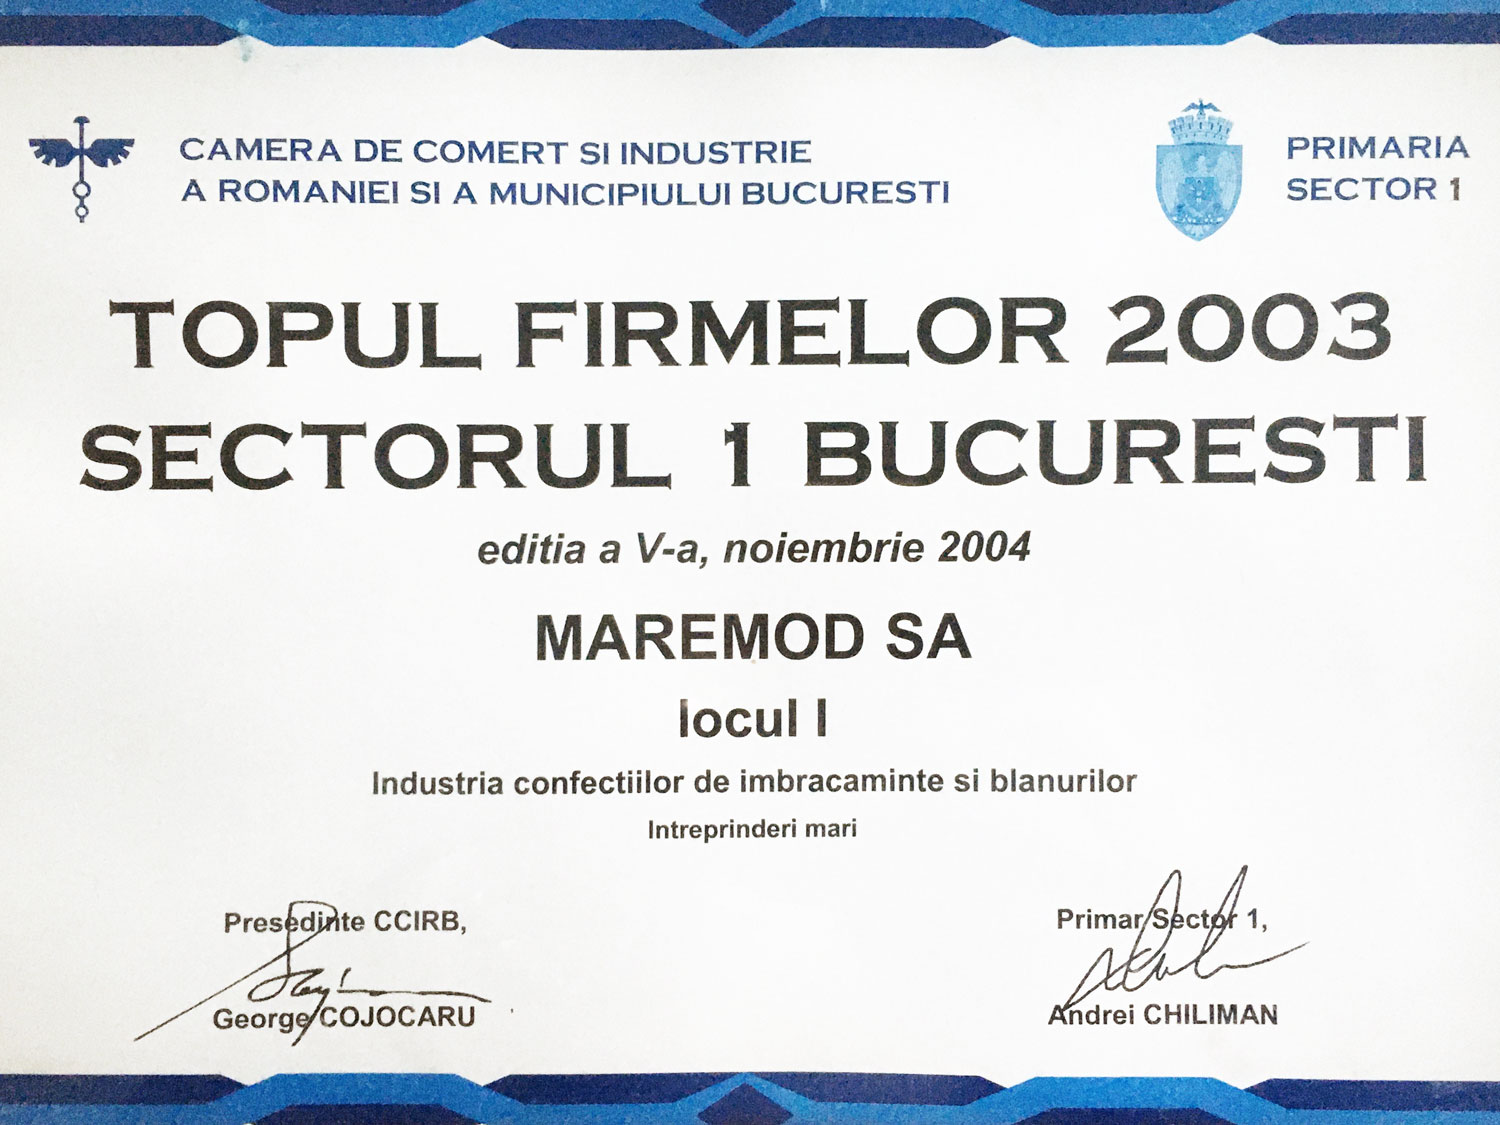 CAMERA DE COMERT SI INDUSTRIE
A ROMANIEI SI A MUNICIPIULUI BUCURESTI
PRIMARIA
SECTOR 1
TOPUL FIRMELOR 2003
SECTORUL 1 BUCURESTI
editia a V-a, noiembrie 2004
MAREMOD SA
locul I
Industria confectiilor de imbracaminte si blanurilor
Intreprinderi mari
Presedinte CCIRB,
George COJOCARU
Primar Sector 1,
Andrei CHILIMAN